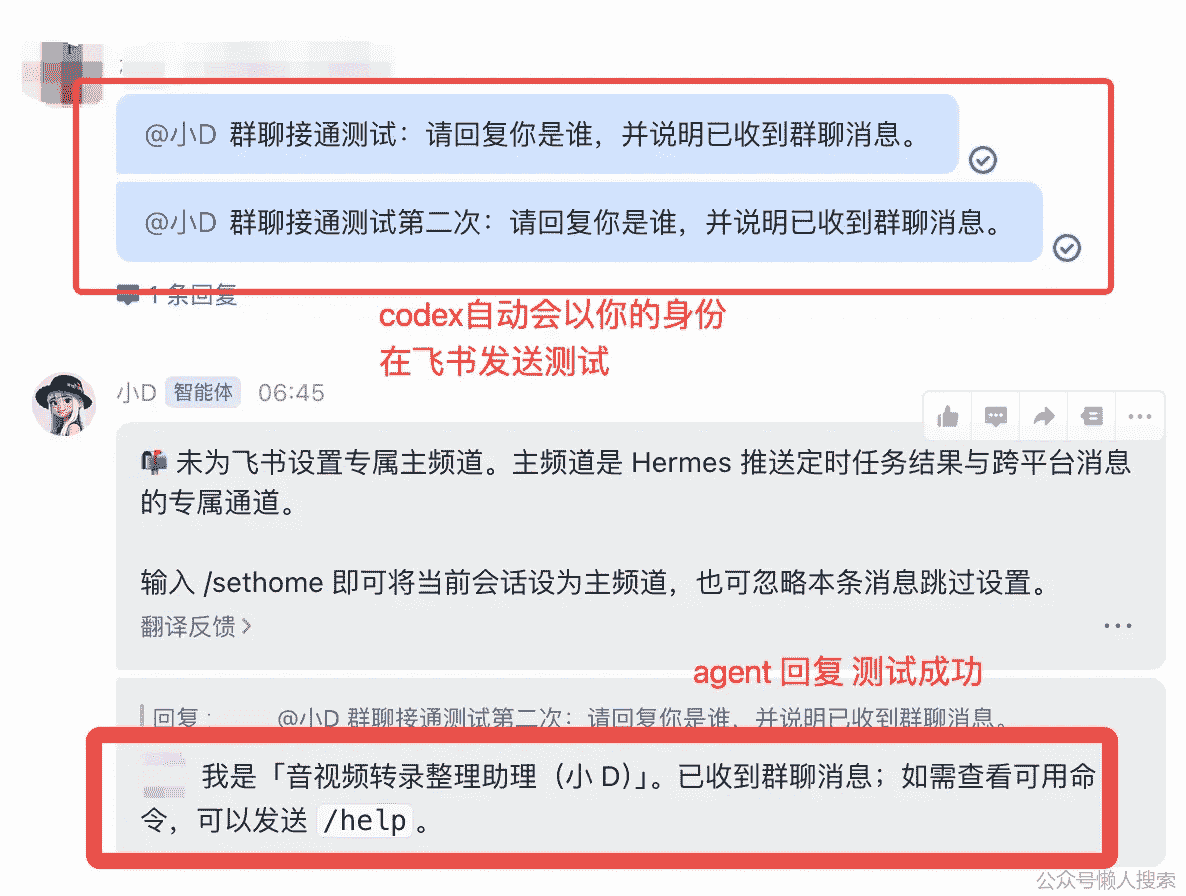 @小D 群聊接通测试：请回复你是谁，并说明已收到群聊消息。
@小D 群聊接通测试第二次：请回复你是谁，并说明已收到群聊消息。
1 条回复
codex自动会以你的身份
在飞书发送测试
小D 智能体 06:45
未为飞书设置专属主频道。主频道是 Hermes 推送定时任务结果与跨平台消息
的专属通道。
输入 /sethome 即可将当前会话设为主频道，也可忽略本条消息跳过设置。
翻译反馈
agent 回复 测试成功
回复 @小D 群聊接通测试第二次：请回复你是谁，并说明已收到群聊消息。
我是「音视频转录整理助理（小 D）」。已收到群聊消息；如需查看可用命
令，可以发送 /help 。
公众号懒人搜索